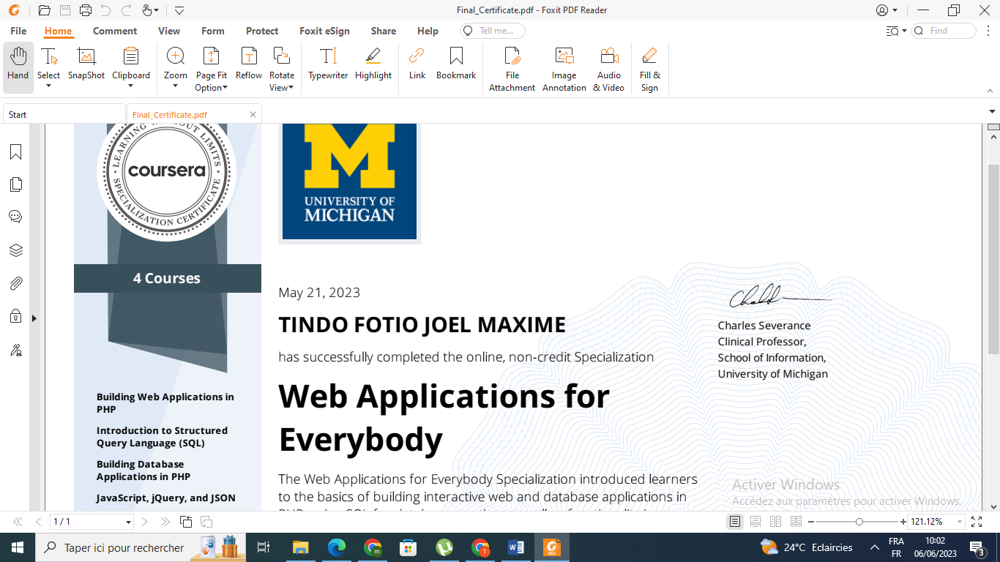 Final_Certificate.pdf - Foxit PDF Reader
File Home Comment View Form Protect Foxit eSign Share Help Tell me... Find
Hand Select SnapShot Clipboard Zoom Page Fit Option Reflow Rotate View Typewriter Highlight Link Bookmark File Attachment Image Annotation Audio & Video Fill & Sign
Start Final_Certificate.pdf
LEARNING WITHOUT LIMITS
coursera
SPECIALIZATION CERTIFICATE
4 Courses
Building Web Applications in
PHP
Introduction to Structured
Query Language (SQL)
Building Database
Applications in PHP
JavaScript, jQuery, and JSON
M
UNIVERSITY OF
MICHIGAN
May 21, 2023
TINDO FOTIO JOEL MAXIME
has successfully completed the online, non-credit Specialization
Web Applications for
Everybody
The Web Applications for Everybody Specialization introduced learners
to the basics of building interactive web and database applications in
Charles Severance
Clinical Professor,
School of Information,
University of Michigan
Activer Windows
Accédez aux paramètres pour activer Windows.
1 / 1
121.12%
Taper ici pour rechercher
24°C Eclaircies
FRA
FR
10:02
06/06/2023
3